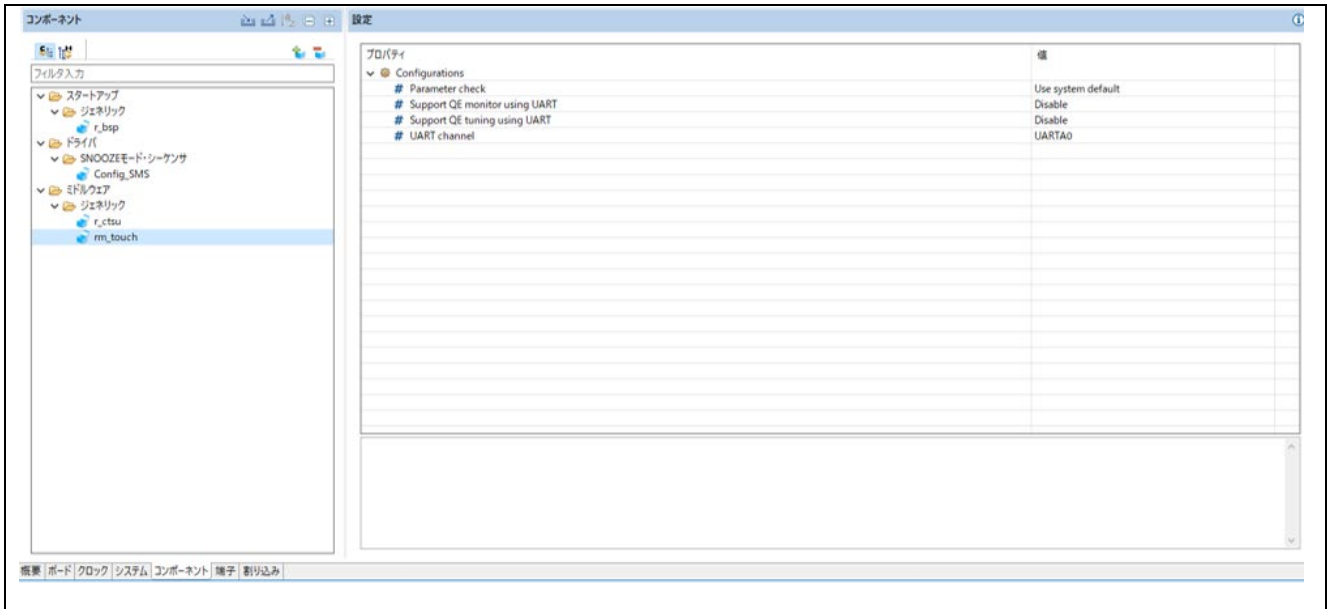 コンポーネント
フィルタ入力
スタートアップ
ジェネリック
r_bsp
ドライバ
SNOOZEモード・シーケンサ
Config_SMS
ミドルウェア
ジェネリック
r_ctsu
rm_touch
設定
プロパティ 値
Configurations
# Parameter check Use system default
# Support QE monitor using UART Disable
# Support QE tuning using UART Disable
# UART channel UARTA0
概要 ボード クロック システム コンポーネント 端子 割り込み